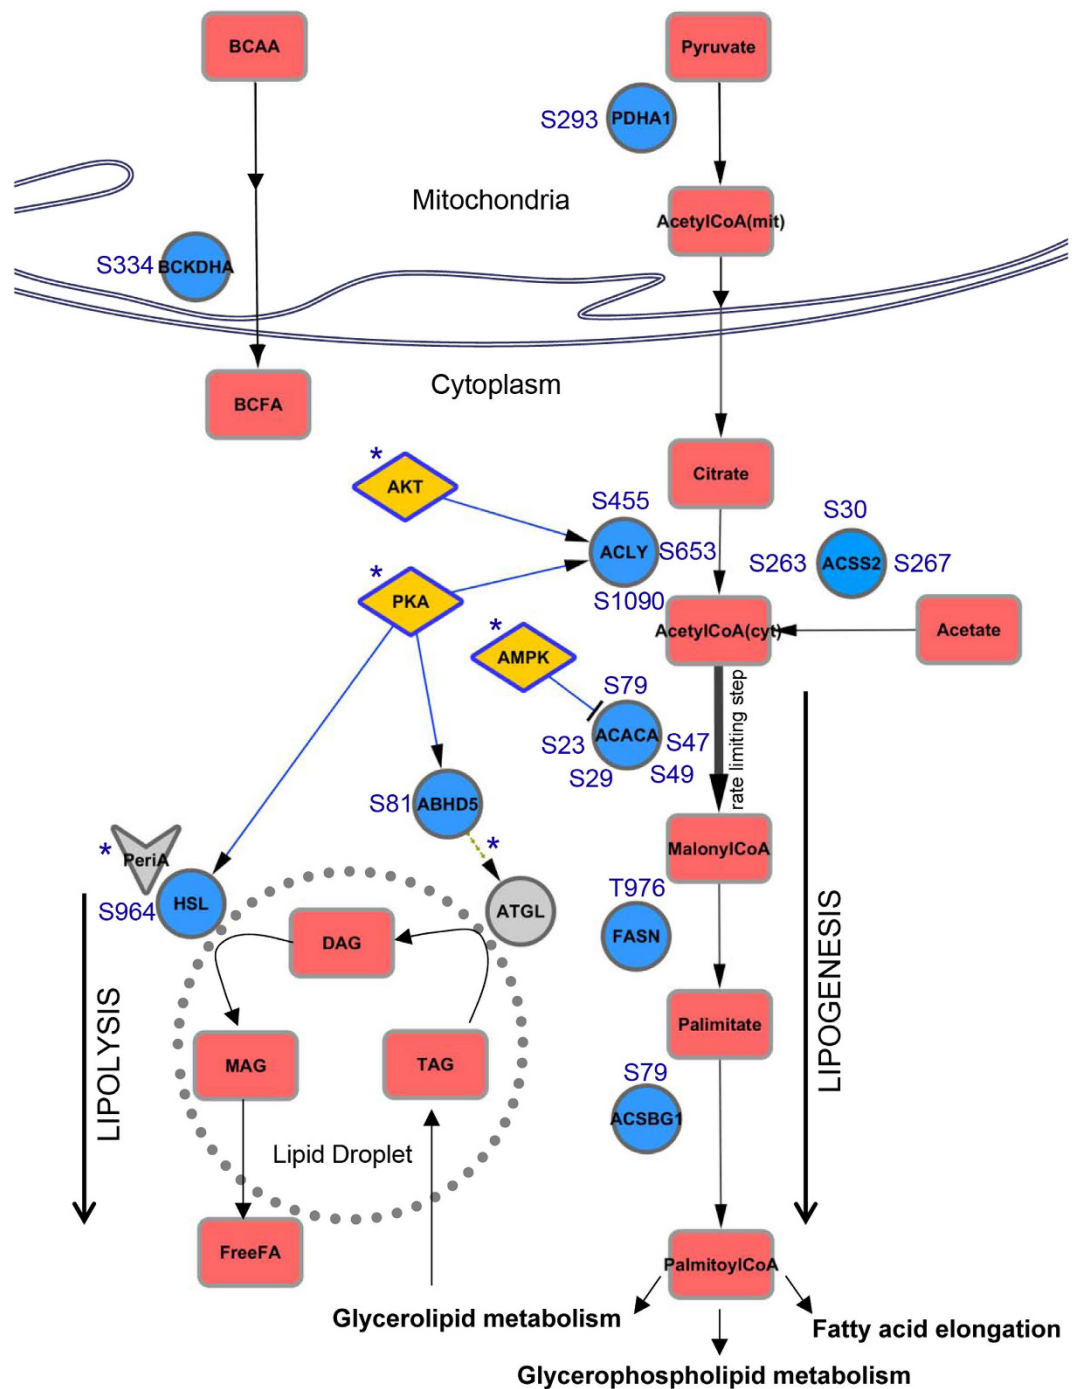 BCAA
Pyruvate
S293
PDHA1
Mitochondria
AcetylCoA(mit)
S334
BCKDHA
BCFA
Cytoplasm
Citrate
*
AKT
S455
ACLY
S653
S1090
S30
S263
ACSS2
S267
*
PKA
AcetylCoA(cyt)
Acetate
*
AMPK
S79
S23
ACACA
S47
S29
S49
rate limiting step
S81
ABHD5
*
MalonylCoA
*
PeriA
S964
HSL
ATGL
T976
FASN
DAG
LIPOLYSIS
LIPOGENESIS
Palimitate
MAG
TAG
S79
ACSBG1
Lipid Droplet
FreeFA
PalmitoylCoA
Glycerolipid metabolism
Fatty acid elongation
Glycerophospholipid metabolism